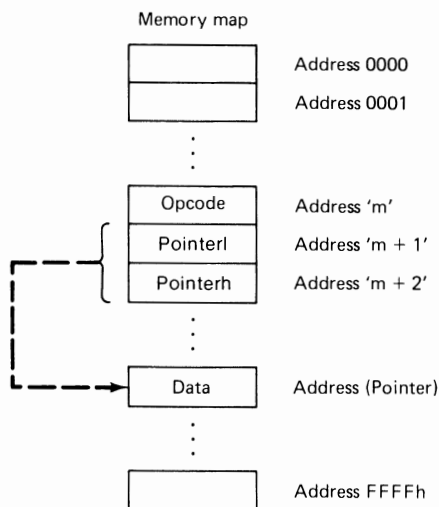 Memory map
Address 0000
Address 0001
Opcode Address 'm'
Pointerl Address 'm + 1'
Pointerh Address 'm + 2'
Data Address (Pointer)
Address FFFFh